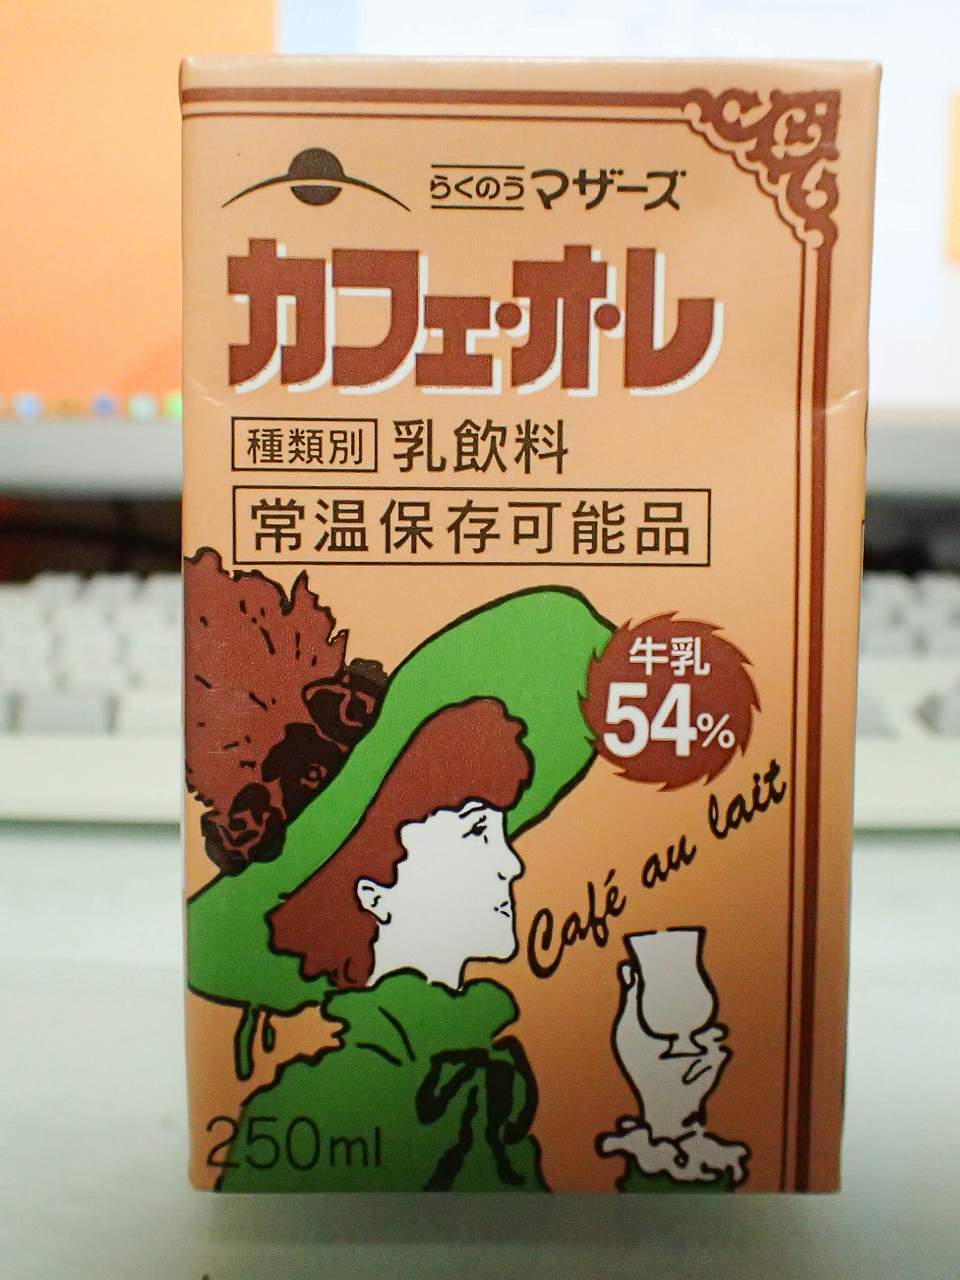 らくのうマザーズ
カフェ・オ・レ
種類別 乳飲料
常温保存可能品
牛乳
54%
Café au lait
250ml